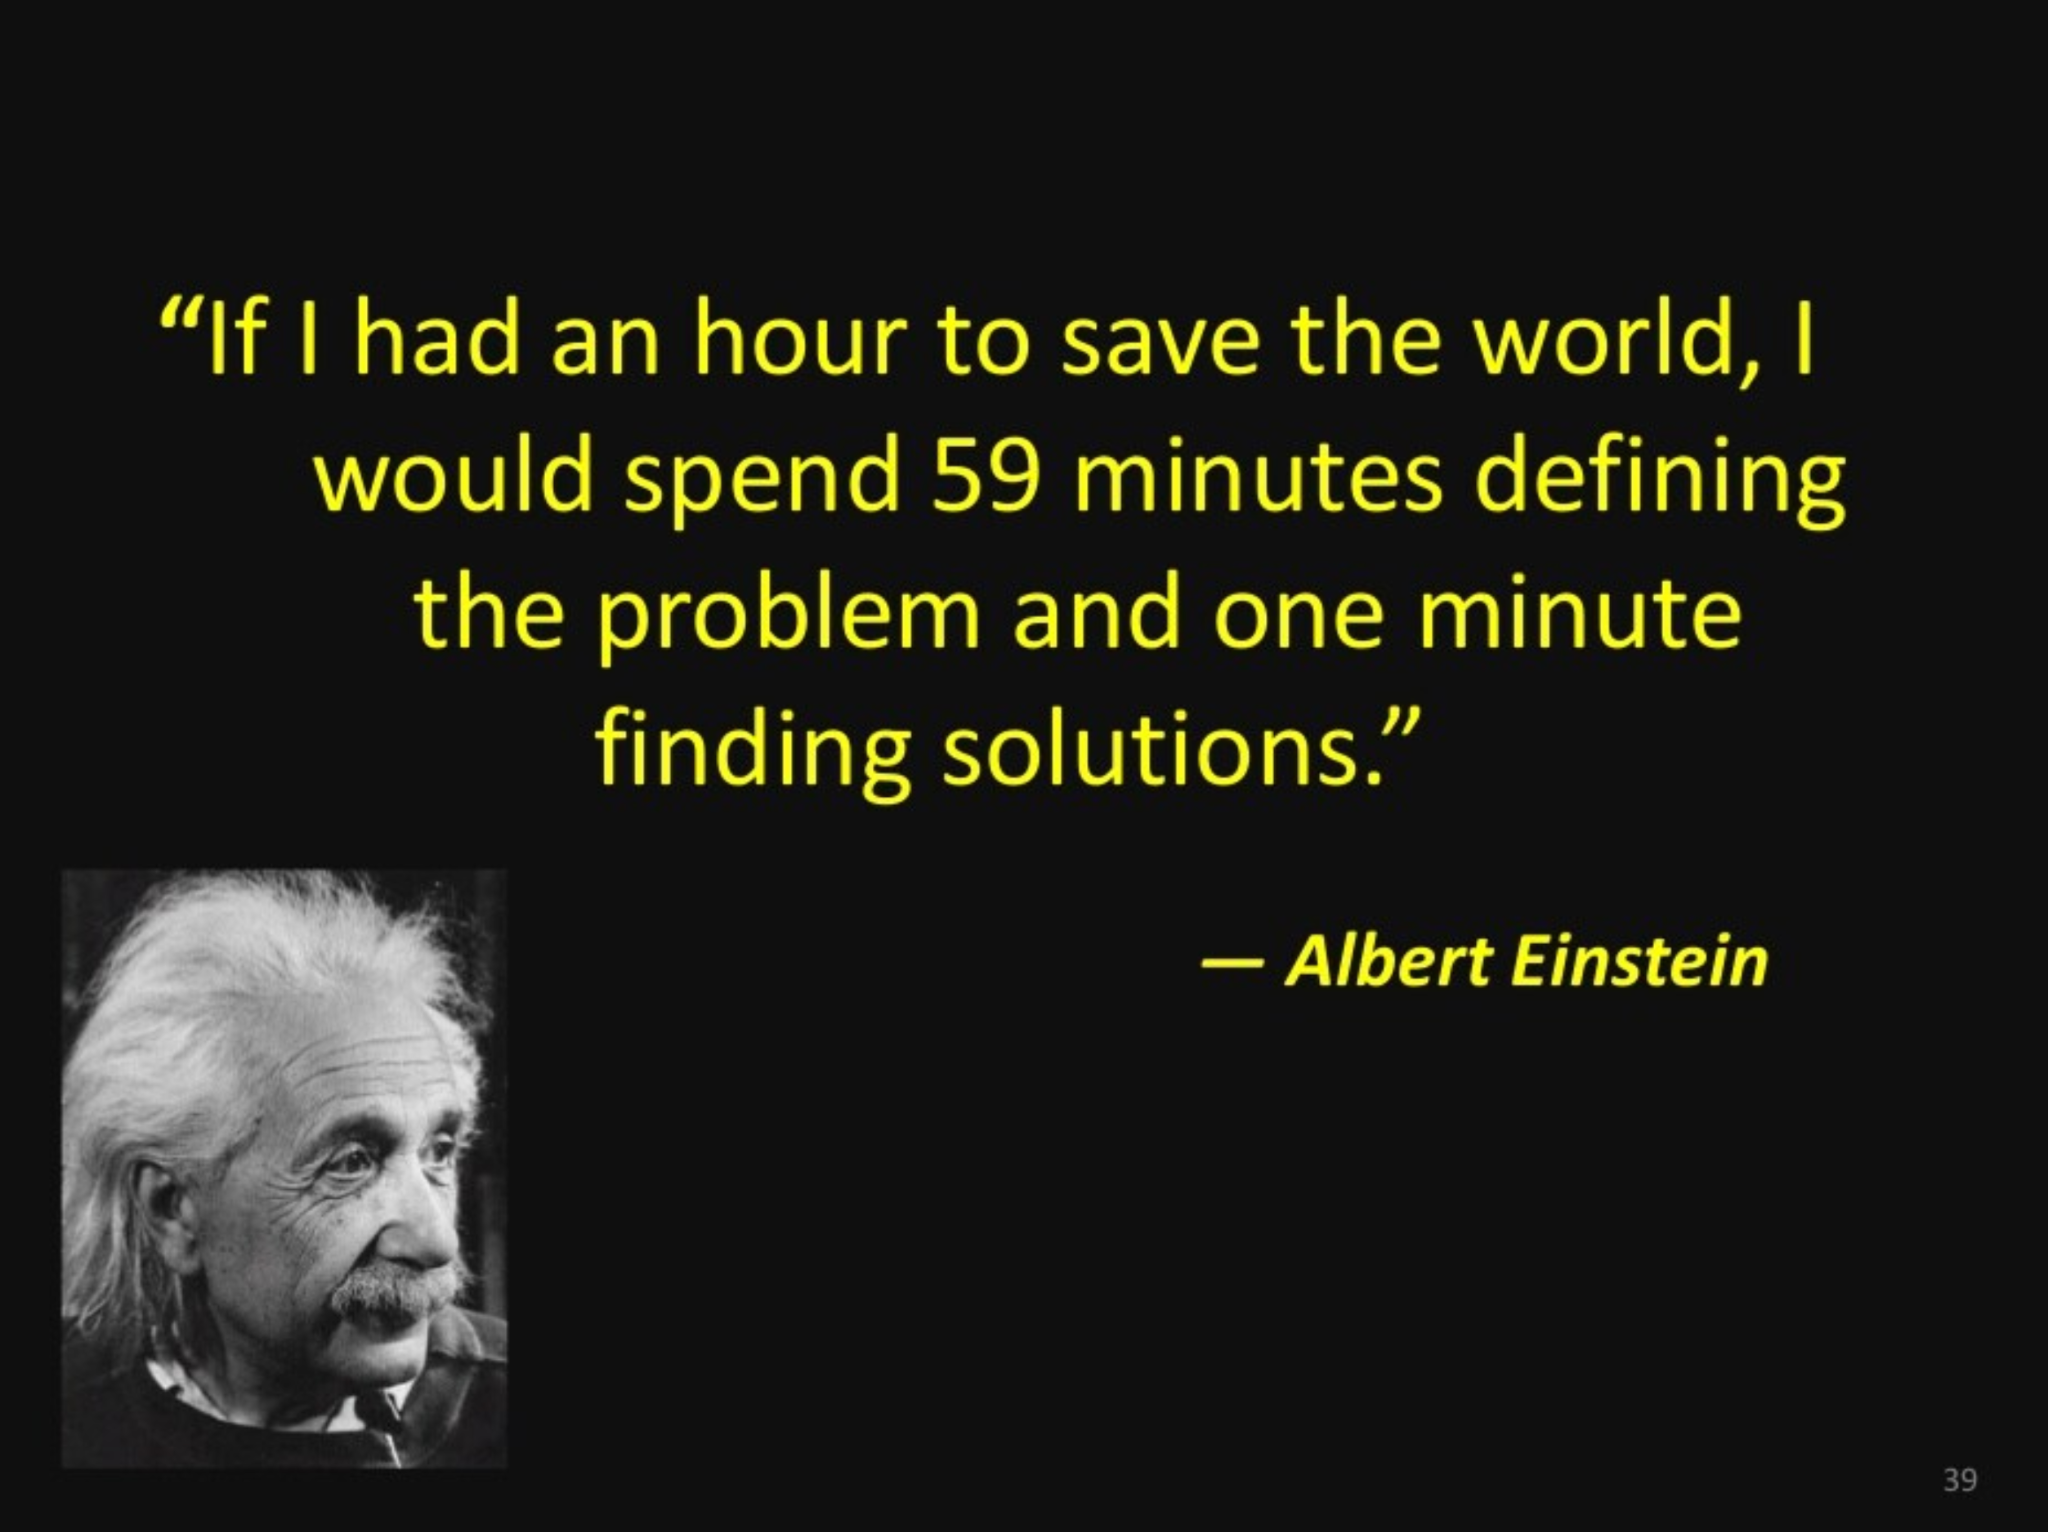 “If I had an hour to save the world, I
would spend 59 minutes defining
the problem and one minute
finding solutions.”
— Albert Einstein
39